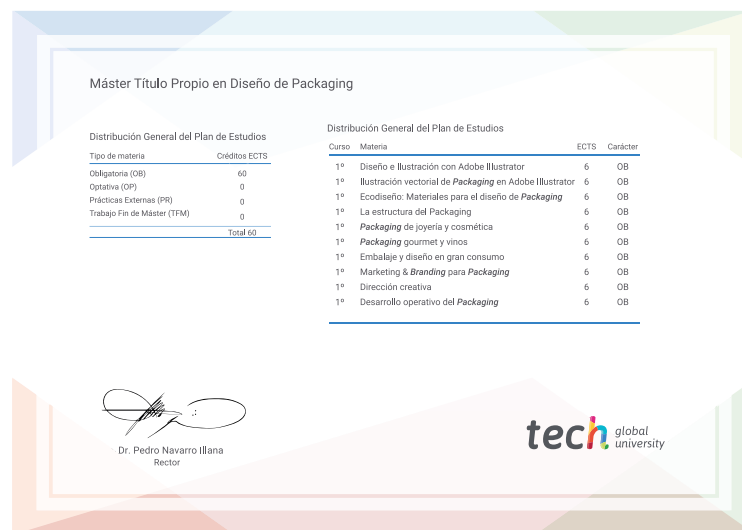 Máster Título Propio en Diseño de Packaging
Distribución General del Plan de Estudios
Tipo de materia Créditos ECTS
Obligatoria (OB) 60
Optativa (OP) 0
Prácticas Externas (PR) 0
Trabajo Fin de Máster (TFM) 0
Total 60
Distribución General del Plan de Estudios
Curso Materia ECTS Carácter
1º Diseño e Ilustración con Adobe Illustrator 6 OB
1º Ilustración vectorial de Packaging en Adobe Illustrator 6 OB
1º Ecodiseño: Materiales para el diseño de Packaging 6 OB
1º La estructura del Packaging 6 OB
1º Packaging de joyería y cosmética 6 OB
1º Packaging gourmet y vinos 6 OB
1º Embalaje y diseño en gran consumo 6 OB
1º Marketing & Branding para Packaging 6 OB
1º Dirección creativa 6 OB
1º Desarrollo operativo del Packaging 6 OB
Dr. Pedro Navarro Illana
Rector
tech global
university